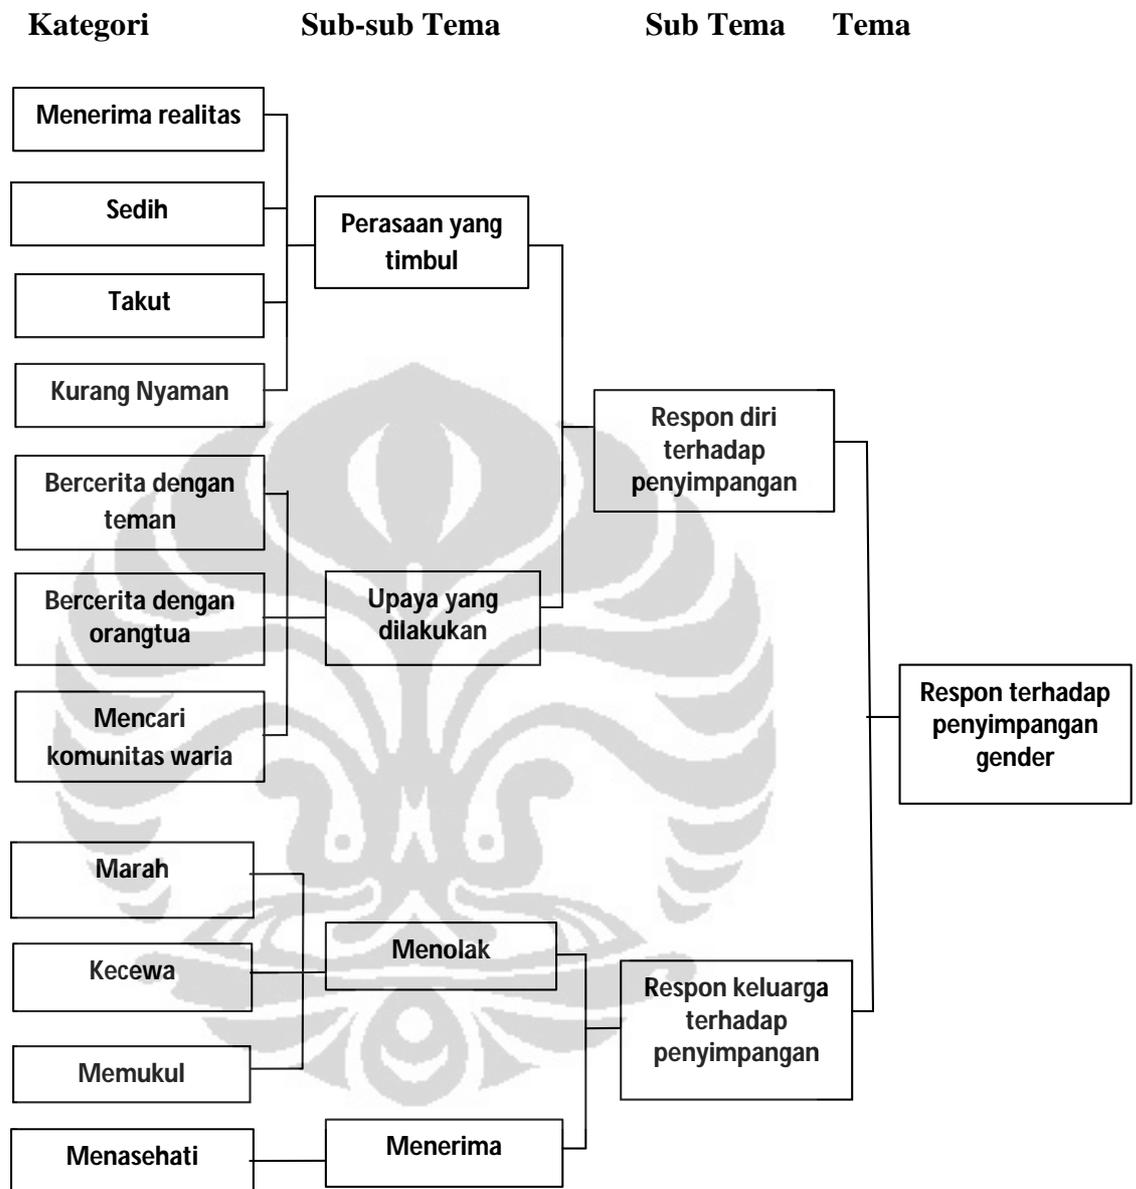 Kategori Sub-sub Tema Sub Tema Tema
Menerima realitas
Sedih
Perasaan yang
timbul
Takut
Kurang Nyaman
Respon diri
terhadap
penyimpangan
Bercerita dengan
teman
Bercerita dengan
orangtua
Upaya yang
dilakukan
Mencari
komunitas waria
Respon terhadap
penyimpangan
gender
Marah
Kecewa
Menolak
Respon keluarga
terhadap
penyimpangan
Memukul
Menasehati
Menerima